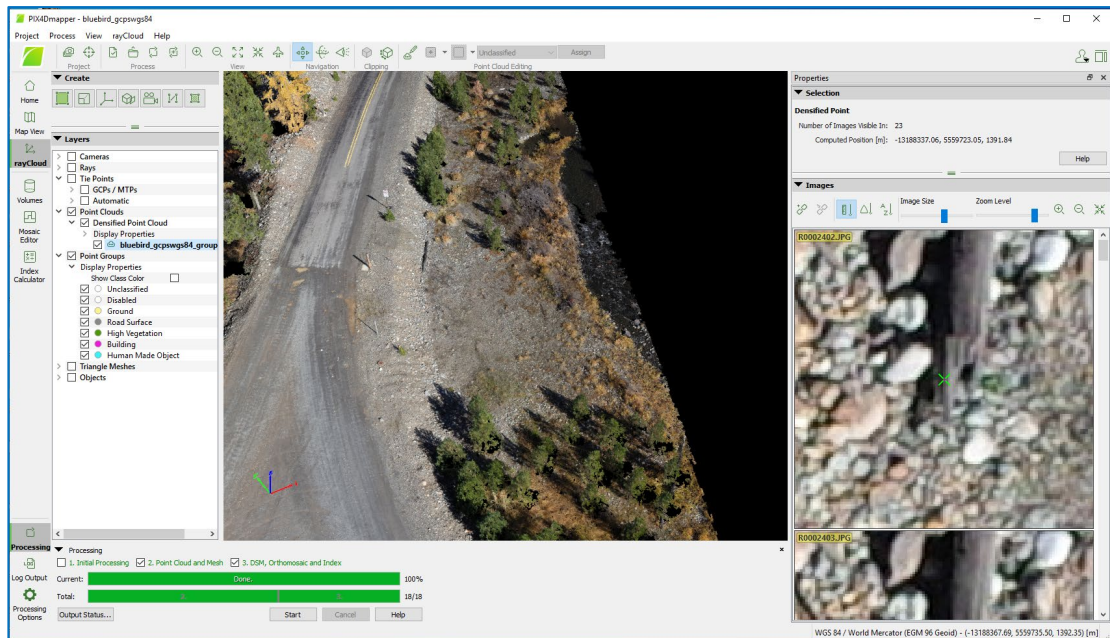 PIX4Dmapper - bluebird_gcpswgs84
Project Process View rayCloud Help
Project Process View Navigation Clipping Point Cloud Editing
Unclassified Assign
Home
Map View
rayCloud
Volumes
Mosaic
Editor
Index
Calculator
Create
Layers
Cameras
Rays
Tie Points
GCPs / MTPs
Automatic
Point Clouds
Densified Point Cloud
Display Properties
bluebird_gcpswgs84_group
Point Groups
Display Properties
Show Class Color
Unclassified
Disabled
Ground
Road Surface
High Vegetation
Building
Human Made Object
Triangle Meshes
Objects
Properties
Selection
Densified Point
Number of Images Visible In: 23
Computed Position [m]: -13188337.06, 5559723.05, 1391.84
Help
Images
Image Size Zoom Level
R0002402.JPG
R0002403.JPG
Processing
Log Output
Processing
Options
Processing
1. Initial Processing 2. Point Cloud and Mesh 3. DSM, Orthomosaic and Index
Current: Done. 100%
Total: 2. 3. 18/18
Output Status... Start Cancel Help
WGS 84 / World Mercator (EGM 96 Geoid) - (-13188367.69, 5559735.50, 1392.35) [m]